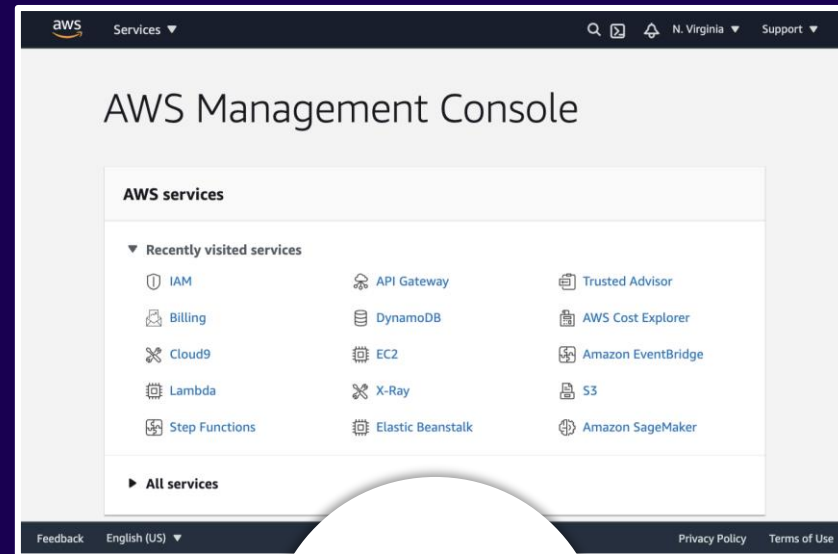 aws Services ▼ N. Virginia ▼ Support ▼
AWS Management Console
AWS services
▼ Recently visited services
IAM API Gateway Trusted Advisor
Billing DynamoDB AWS Cost Explorer
Cloud9 EC2 Amazon EventBridge
Lambda X-Ray S3
Step Functions Elastic Beanstalk Amazon SageMaker
▶ All services
Feedback English (US) ▼ Privacy Policy Terms of Use